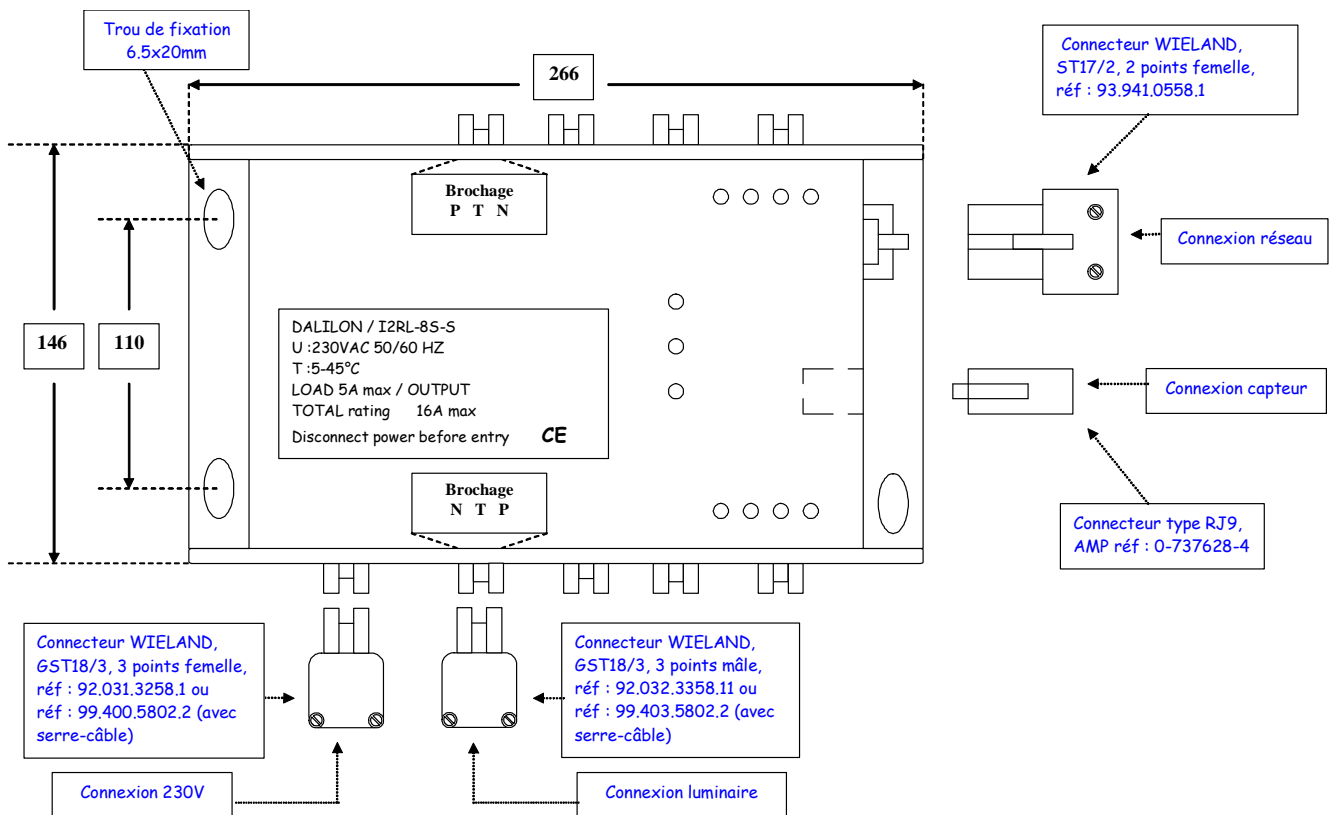 Trou de fixation
6.5x20mm
266
Connecteur WIELAND,
ST17/2, 2 points femelle,
réf : 93.941.0558.1
Brochage
P T N
Connexion réseau
146
110
DALILON / I2RL-8S-S
U :230VAC 50/60 HZ
T :5-45°C
LOAD 5A max / OUTPUT
TOTAL rating 16A max
Disconnect power before entry CE
Connexion capteur
Brochage
N T P
Connecteur type RJ9,
AMP réf : 0-737628-4
Connecteur WIELAND,
GST18/3, 3 points femelle,
réf : 92.031.3258.1 ou
réf : 99.400.5802.2 (avec
serre-câble)
Connecteur WIELAND,
GST18/3, 3 points mâle,
réf : 92.032.3358.11 ou
réf : 99.403.5802.2 (avec
serre-câble)
Connexion 230V
Connexion luminaire